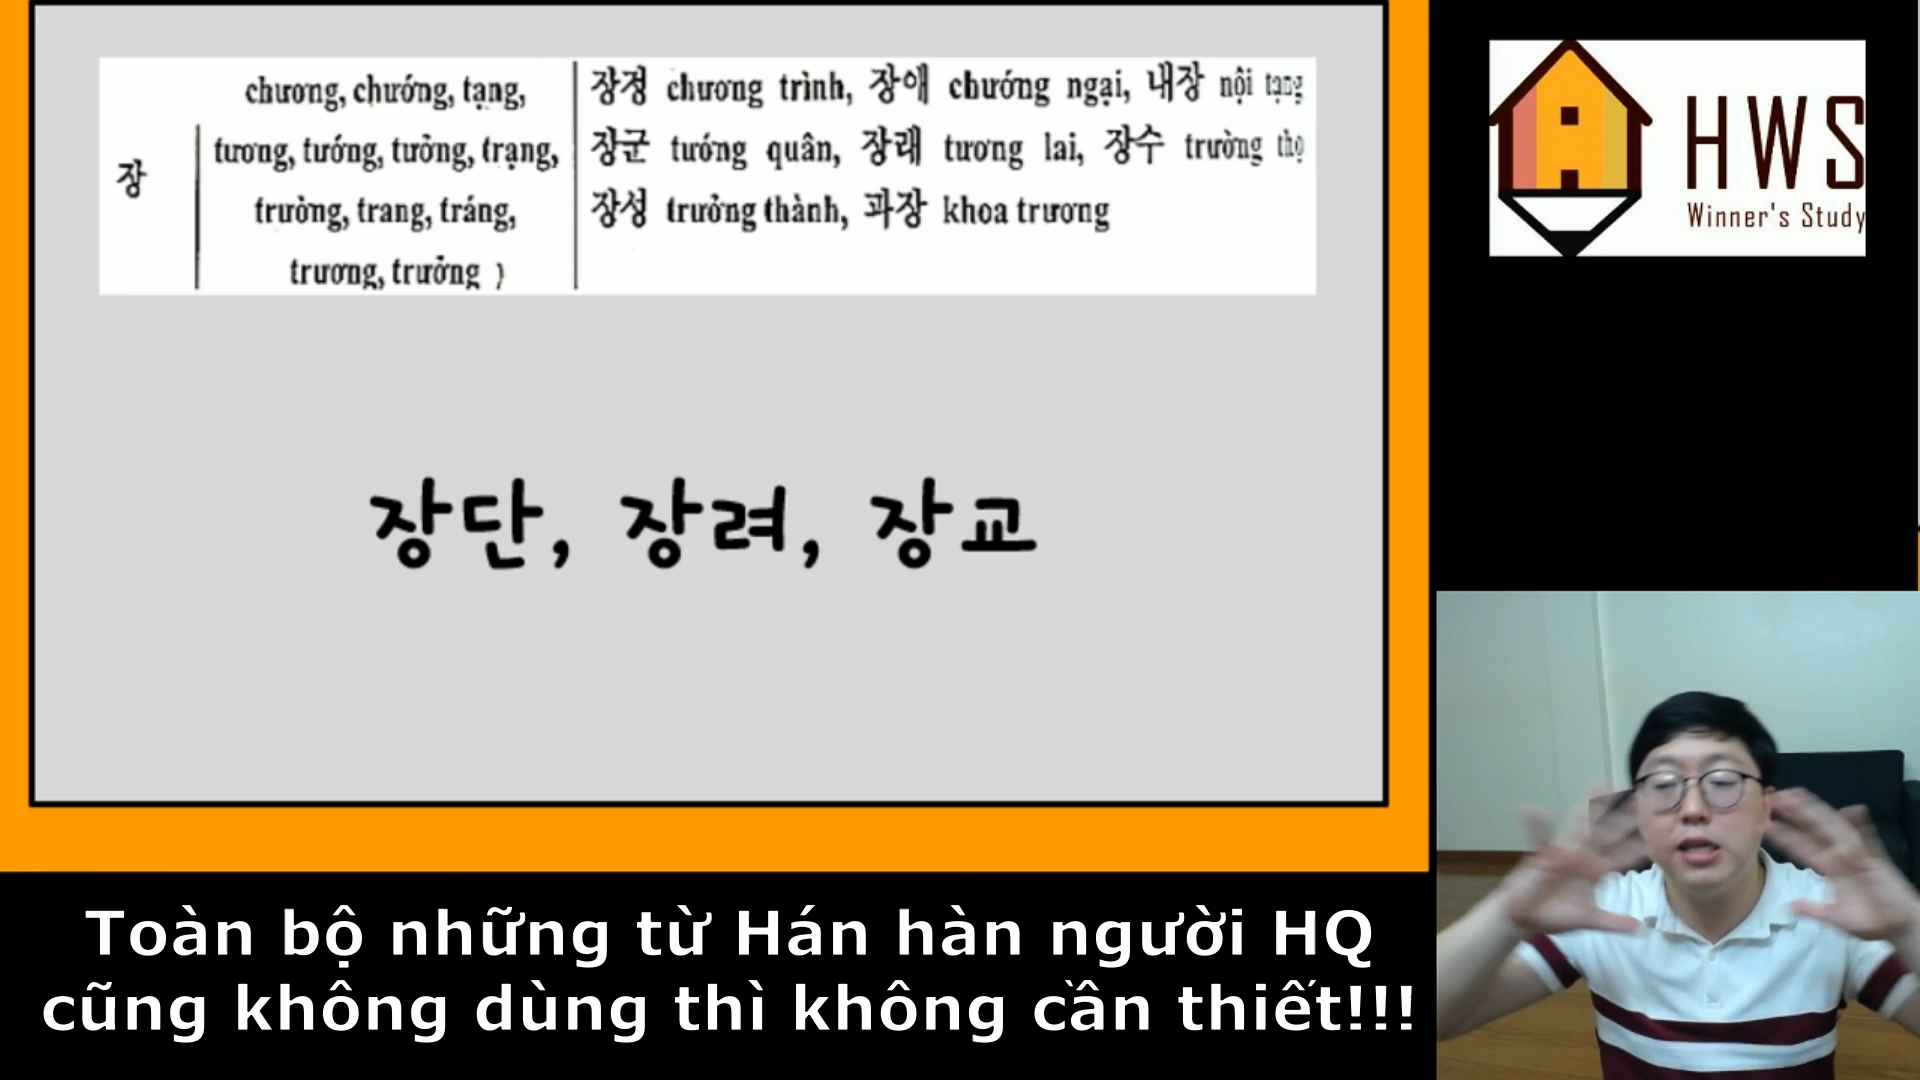 장
chương, chướng, tạng,
tương, tướng, tưởng, trạng,
trường, trang, tráng,
trương, trưởng )
장정 chương trình, 장애 chướng ngại, 내장 nội tạng
장군 tướng quân, 장래 tương lai, 장수 trường thọ
장성 trưởng thành, 과장 khoa trương
장단, 장려, 장교
HWS
Winner's Study
Toàn bộ những từ Hán hàn người HQ
cũng không dùng thì không cần thiết!!!